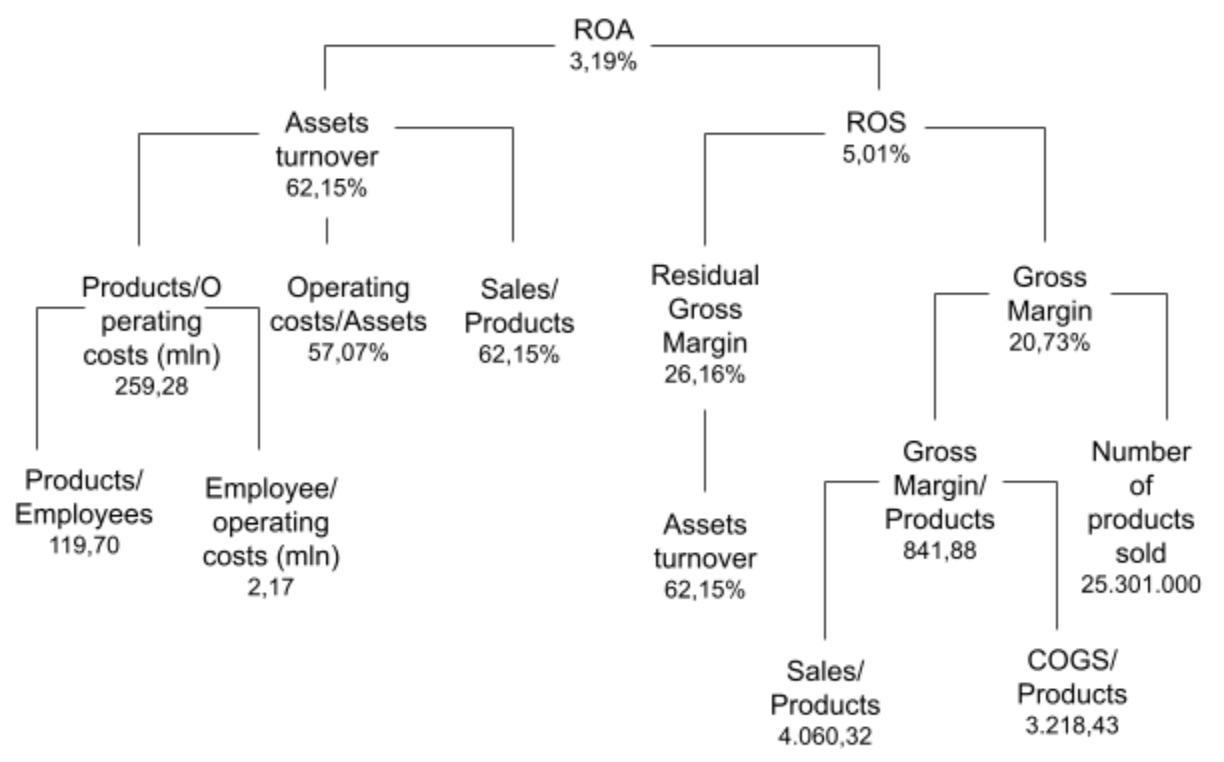 ROA
3,19%
Assets
turnover
62,15%
ROS
5,01%
Products/O
perating
costs (mln)
259,28
Operating
costs/Assets
57,07%
Sales/
Products
62,15%
Residual
Gross
Margin
26,16%
Gross
Margin
20,73%
Products/
Employees
119,70
Employee/
operating
costs (mln)
2,17
Assets
turnover
62,15%
Gross
Margin/
Products
841,88
Number
of
products
sold
25.301.000
Sales/
Products
4.060,32
COGS/
Products
3.218,43